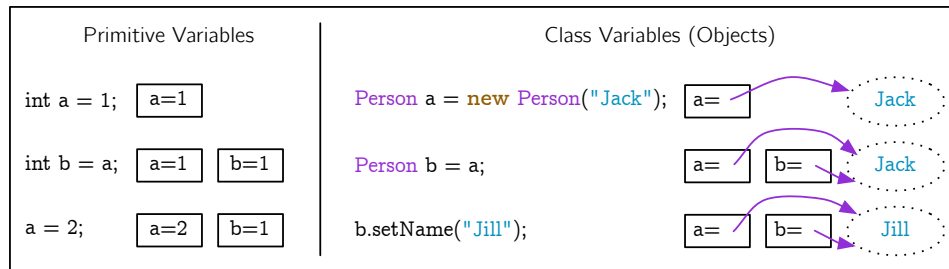 Primitive Variables
int a = 1; a=1
int b = a; a=1 b=1
a = 2; a=2 b=1
Class Variables (Objects)
Person a = new Person("Jack"); a= Jack
Person b = a; a= b= Jack
b.setName("Jill"); a= b= Jill